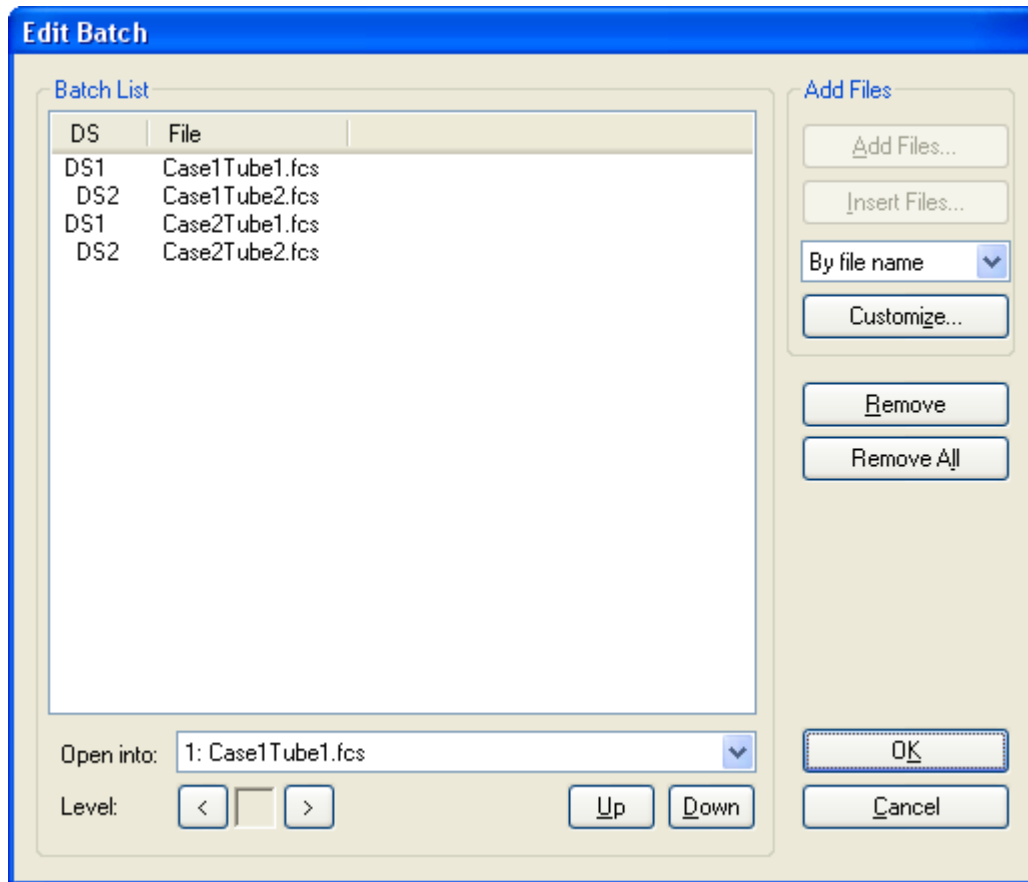 Edit Batch
Batch List
DS File
DS1 Case1Tube1.fcs
DS2 Case1Tube2.fcs
DS1 Case2Tube1.fcs
DS2 Case2Tube2.fcs
Open into: 1: Case1Tube1.fcs
Level: < > Up Down
Add Files
Add Files...
Insert Files...
By file name
Customize...
Remove
Remove All
OK
Cancel